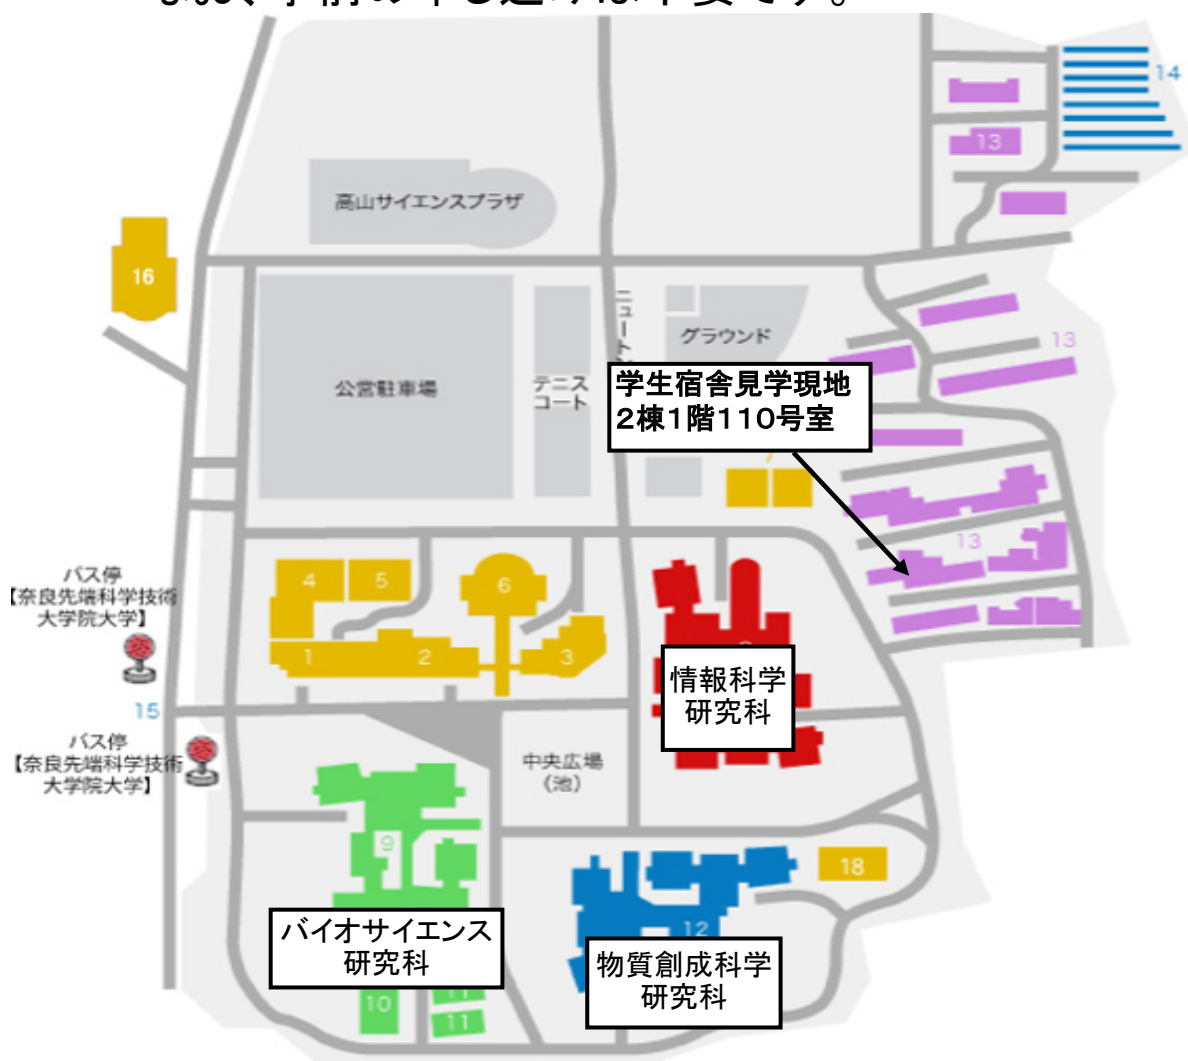 14
13
高山サイエンスプラザ
16
グラウンド
13
公営駐車場
テニス
コート
学生宿舎見学現地
2棟1階110号室
13
バス停
【奈良先端科学技術
大学院大学】
4
5
6
1
2
3
情報科学
研究科
15
バス停
【奈良先端科学技術
大学院大学】
中央広場
(池)
9
18
12
バイオサイエンス
研究科
物質創成科学
研究科
10
11